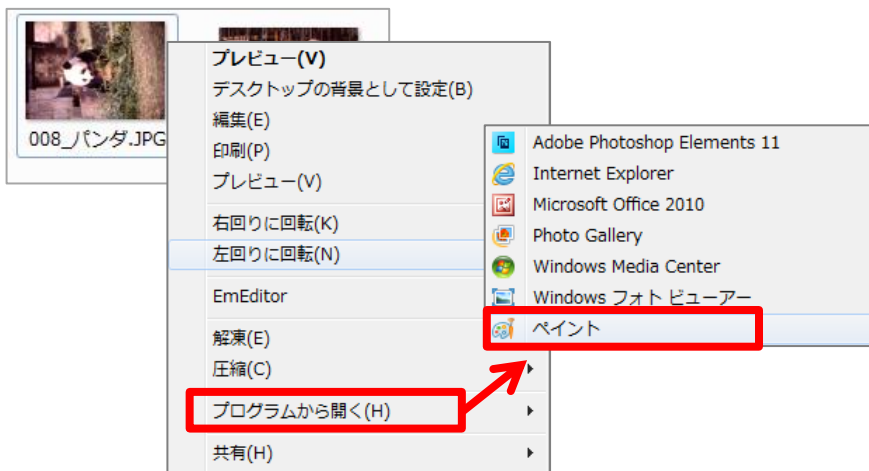 008_パンダ.JPG
プレビュー(V)
デスクトップの背景として設定(B)
編集(E)
印刷(P)
プレビュー(V)
右回りに回転(K)
左回りに回転(N)
EmEditor
解凍(E)
圧縮(C)
プログラムから開く(H)
共有(H)
Adobe Photoshop Elements 11
Internet Explorer
Microsoft Office 2010
Photo Gallery
Windows Media Center
Windows フォト ビューアー
ペイント